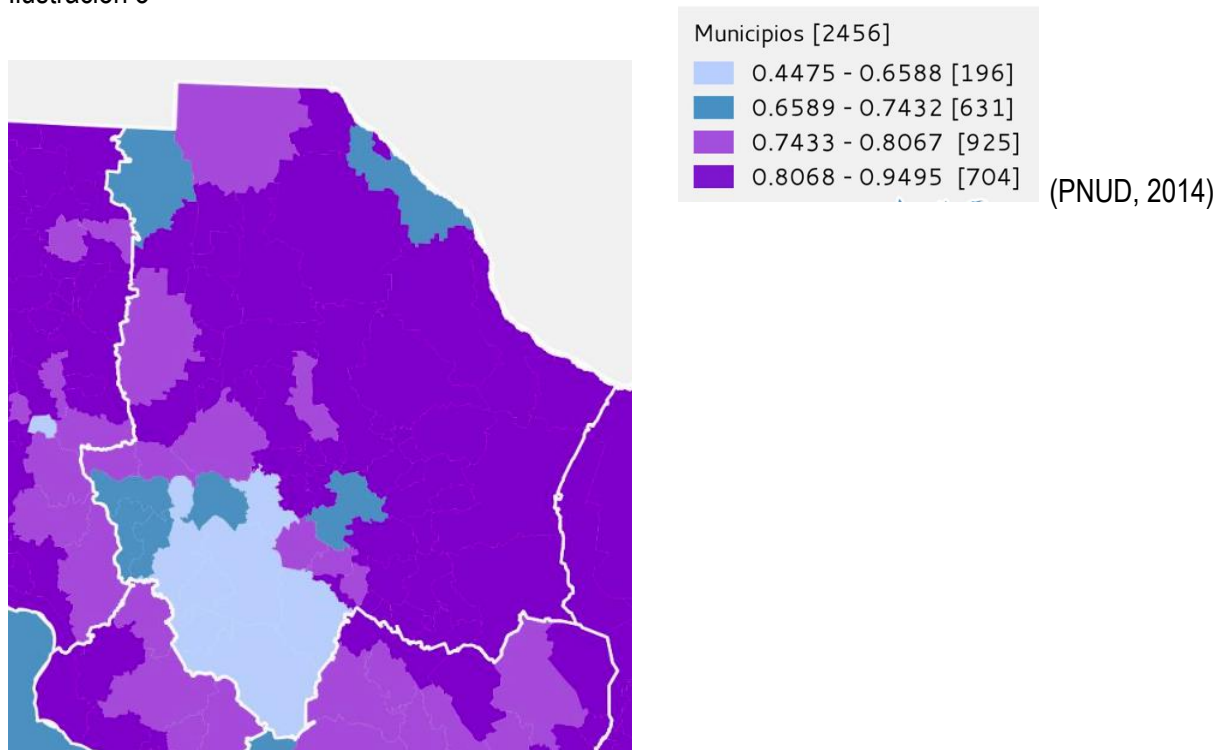 Municipios [2456]
0.4475 - 0.6588 [196]
0.6589 - 0.7432 [631]
0.7433 - 0.8067 [925]
0.8068 - 0.9495 [704]
(PNUD, 2014)